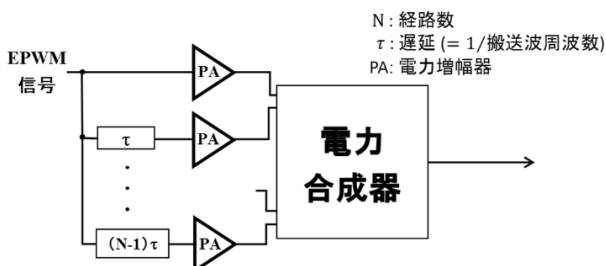 N : 経路数
τ : 遅延 (= 1/搬送波周波数)
PA: 電力増幅器
EPWM
信号
PA
τ
PA
電力
合成器
(N-1)τ
PA